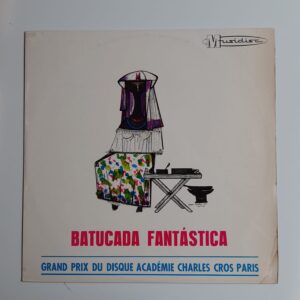 Musidisc
BATUCADA FANTÁSTICA
GRAND PRIX DU DISQUE ACADÉMIE CHARLES CROS PARIS